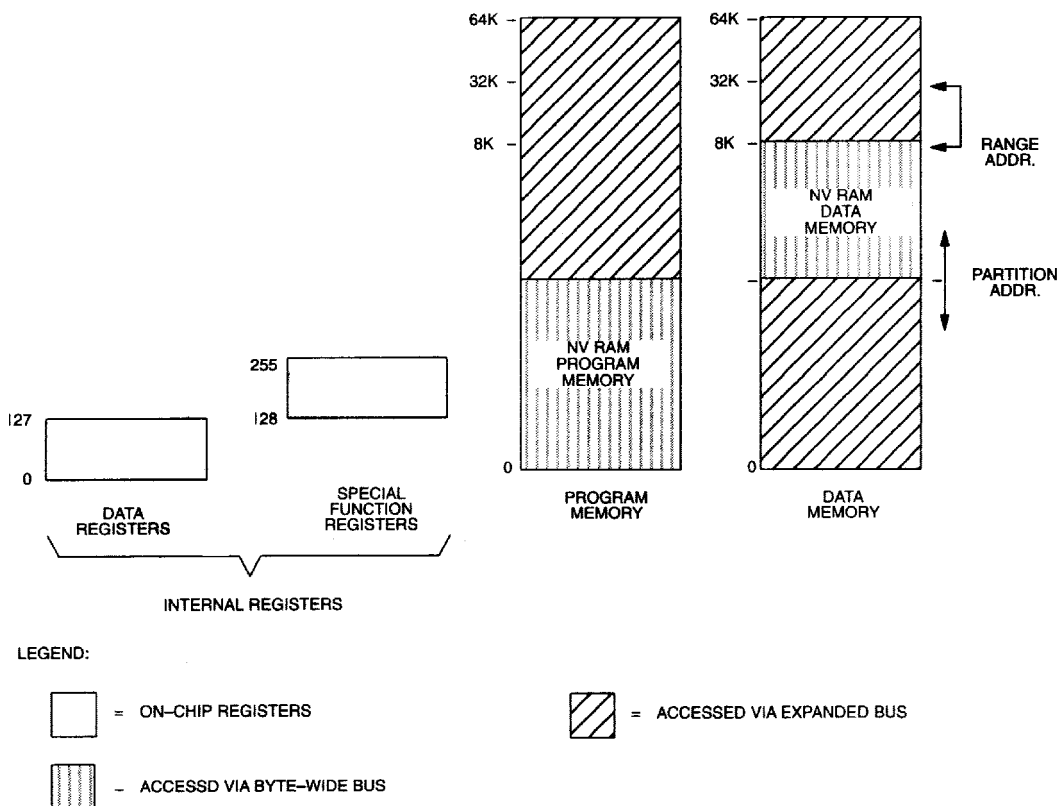 64K
32K
8K
NV RAM
PROGRAM
MEMORY
0
PROGRAM
MEMORY
64K
32K
8K
NV RAM
DATA
MEMORY
0
DATA
MEMORY
RANGE
ADDR.
PARTITION
ADDR.
127
0
DATA
REGISTERS
255
128
SPECIAL
FUNCTION
REGISTERS
INTERNAL REGISTERS
LEGEND:
= ON–CHIP REGISTERS
= ACCESSED VIA EXPANDED BUS
– ACCESSD VIA BYTE–WIDE BUS